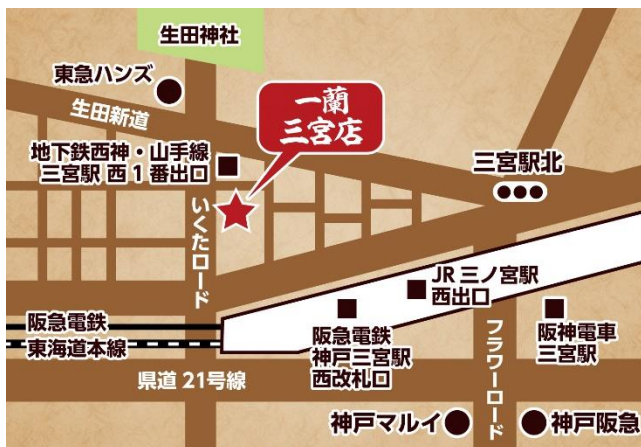 生田神社
東急ハンズ
生田新道
一蘭
三宮店
地下鉄西神・山手線
三宮駅 西1番出口
三宮駅北
いくたロード
JR 三ノ宮駅
西出口
阪急電鉄
東海道本線
阪急電鉄
神戸三宮駅
西改札口
阪神電車
三宮駅
フラワーロード
県道21号線
神戸マルイ
神戸阪急